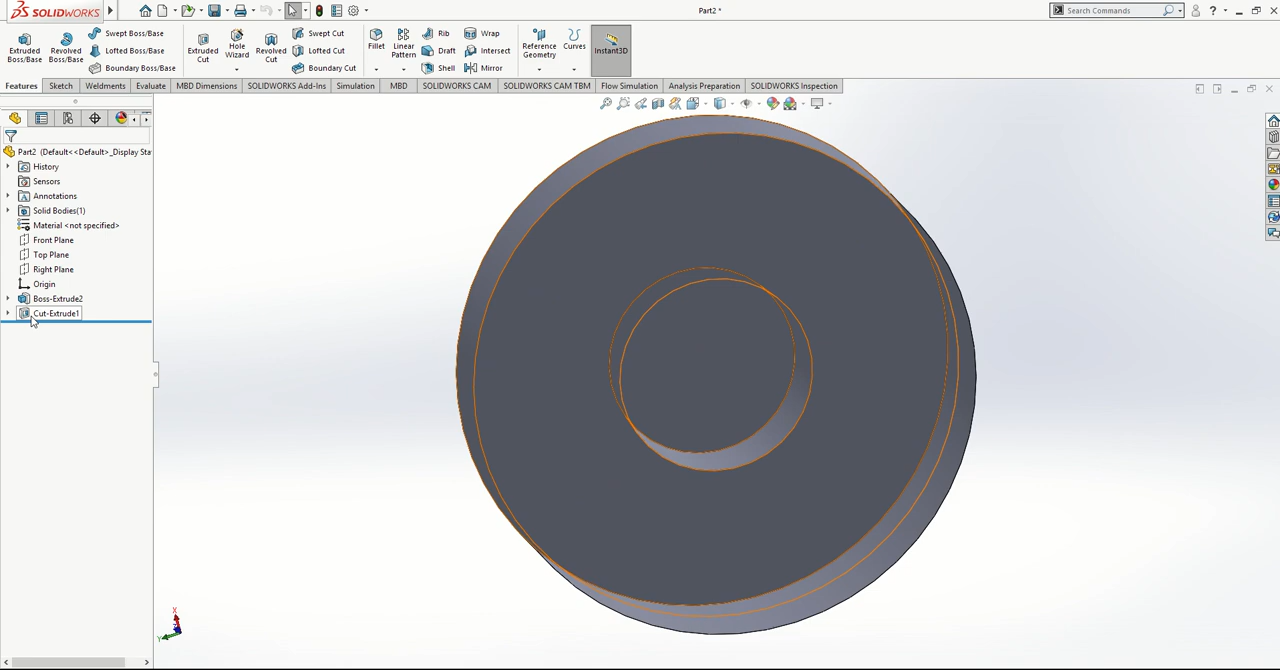 SOLIDWORKS
Part2 *
Search Commands
Extruded Boss/Base
Revolved Boss/Base
Swept Boss/Base
Lofted Boss/Base
Boundary Boss/Base
Extruded Cut
Hole Wizard
Revolved Cut
Swept Cut
Lofted Cut
Boundary Cut
Fillet
Linear Pattern
Rib
Draft
Shell
Wrap
Intersect
Mirror
Reference Geometry
Curves
Instant3D
Features Sketch Weldments Evaluate MBD Dimensions SOLIDWORKS Add-Ins Simulation MBD SOLIDWORKS CAM SOLIDWORKS CAM TBM Flow Simulation Analysis Preparation SOLIDWORKS Inspection
Part2 (Default<<Default>_Display Sta
History
Sensors
Annotations
Solid Bodies(1)
Material <not specified>
Front Plane
Top Plane
Right Plane
Origin
Boss-Extrude2
Cut-Extrude1
X
Y